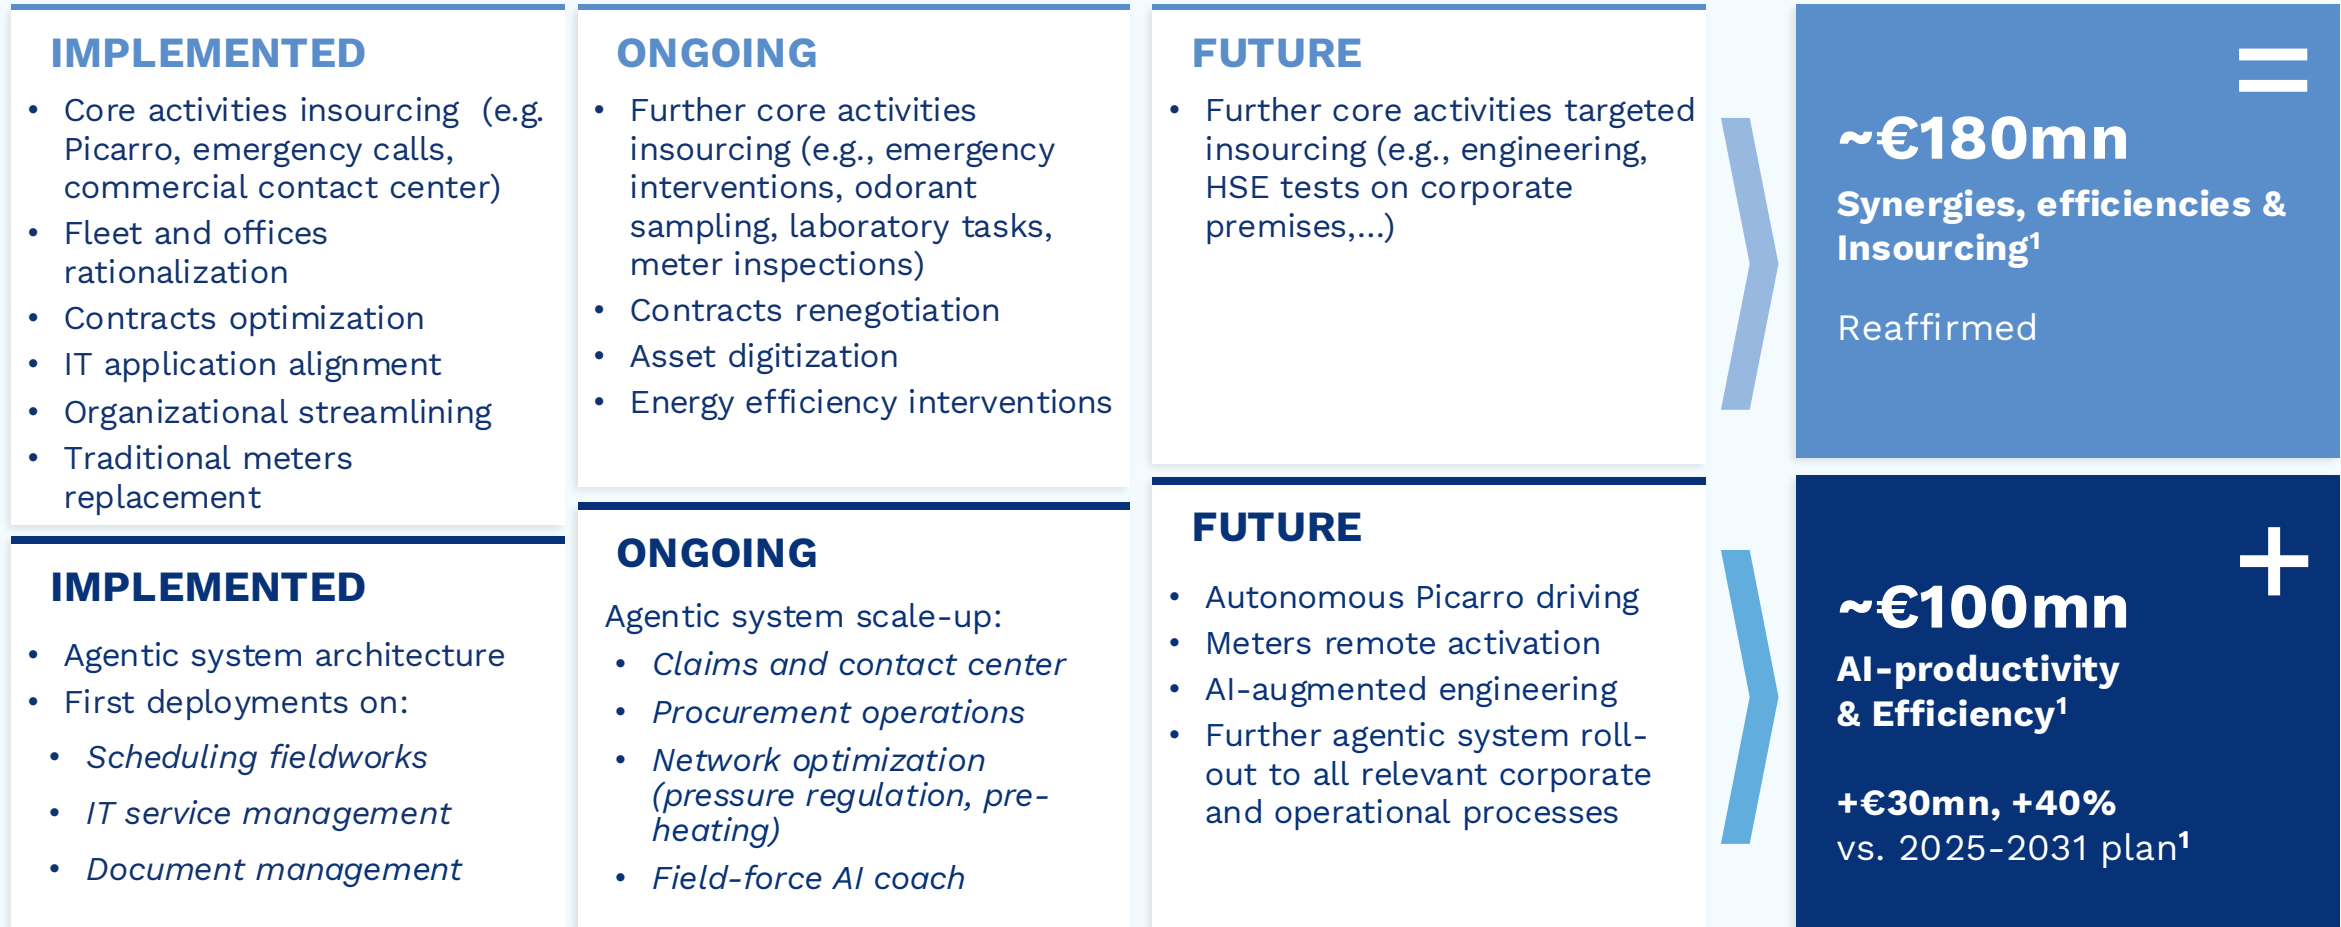 IMPLEMENTED
• Core activities insourcing (e.g.
Picarro, emergency calls,
commercial contact center)
• Fleet and offices
rationalization
• Contracts optimization
• IT application alignment
• Organizational streamlining
• Traditional meters
replacement
ONGOING
• Further core activities
insourcing (e.g., emergency
interventions, odorant
sampling, laboratory tasks,
meter inspections)
• Contracts renegotiation
• Asset digitization
• Energy efficiency interventions
FUTURE
• Further core activities targeted
insourcing (e.g., engineering,
HSE tests on corporate
premises,...)
=
~€180mn
Synergies, efficiencies &
Insourcing¹
Reaffirmed
IMPLEMENTED
• Agentic system architecture
• First deployments on:
• Scheduling fieldworks
• IT service management
• Document management
ONGOING
Agentic system scale-up:
• Claims and contact center
• Procurement operations
• Network optimization
(pressure regulation, pre-
heating)
• Field-force AI coach
FUTURE
• Autonomous Picarro driving
• Meters remote activation
• AI-augmented engineering
• Further agentic system roll-
out to all relevant corporate
and operational processes
+
~€100mn
AI-productivity
& Efficiency¹
+€30mn, +40%
vs. 2025-2031 plan¹